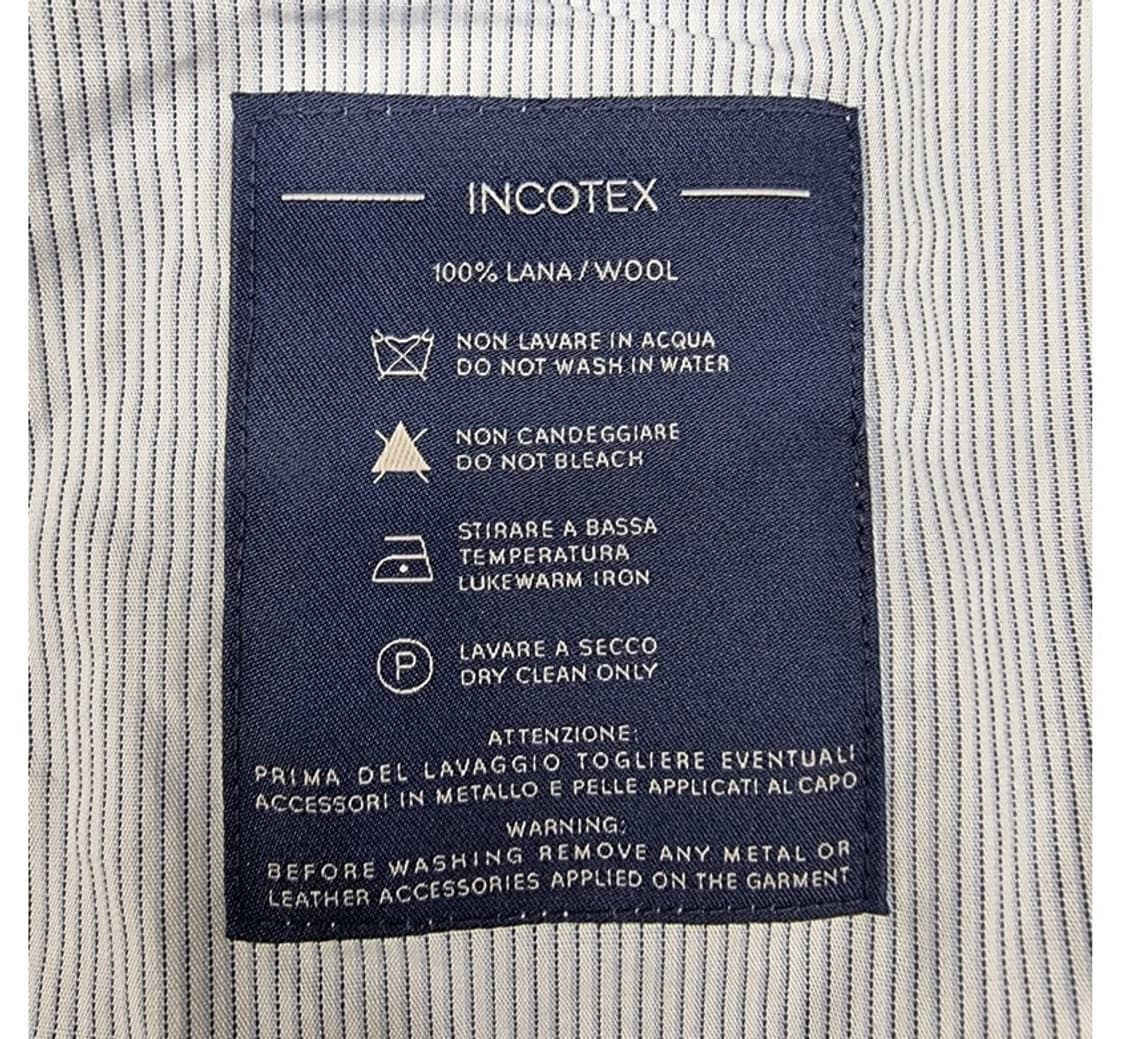 INCOTEX
100% LANA / WOOL
NON LAVARE IN ACQUA
DO NOT WASH IN WATER
NON CANDEGGIARE
DO NOT BLEACH
STIRARE A BASSA
TEMPERATURA
LUKEWARM IRON
P
LAVARE A SECCO
DRY CLEAN ONLY
ATTENZIONE:
PRIMA DEL LAVAGGIO TOGLIERE EVENTUALI
ACCESSORI IN METALLO E PELLE APPLICATI AL CAPO
WARNING:
BEFORE WASHING REMOVE ANY METAL OR
LEATHER ACCESSORIES APPLIED ON THE GARMENT